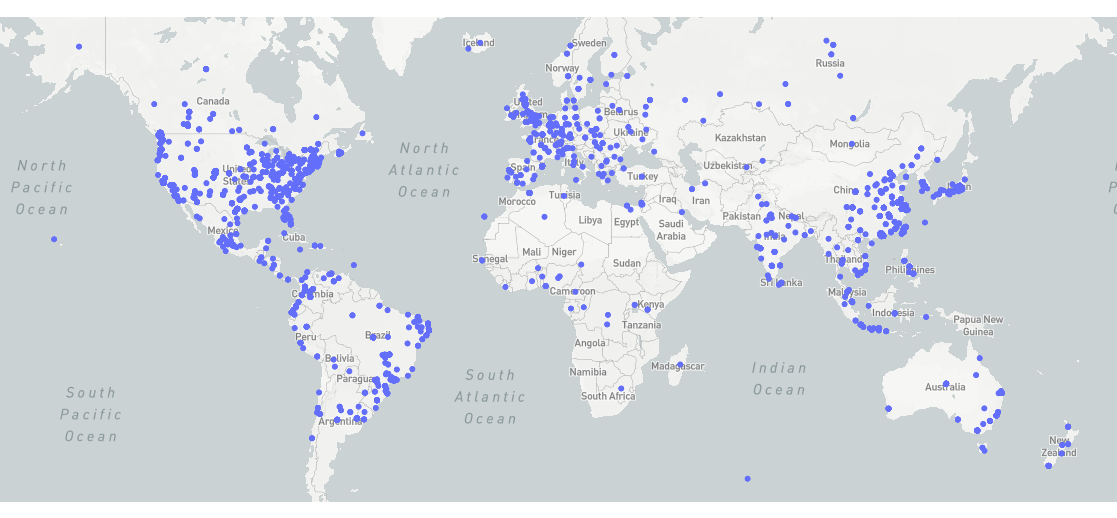 Iceland
Sweden
Norway
Russia
Canada
United
Belarus
Ukraine
France
Kazakhstan
Mongolia
North
Pacific
Ocean
North
Atlantic
Ocean
United
States
Spain
Italy
Turkey
Uzbekistan
China
Morocco
Tunisia
Iraq
Iran
Libya
Egypt
Saudi
Arabia
Pakistan
Nepal
India
Mexico
Cuba
Senegal
Mali
Niger
Sudan
Thailand
Philippines
Sri Lanka
Colombia
Cameroon
Kenya
Malaysia
Indonesia
Papua New
Guinea
Peru
Brazil
Tanzania
Angola
Bolivia
Paragua
Namibia
Madagascar
South
Atlantic
Ocean
Indian
Ocean
South
Pacific
Ocean
South Africa
Australia
Argentina
New
Zealand